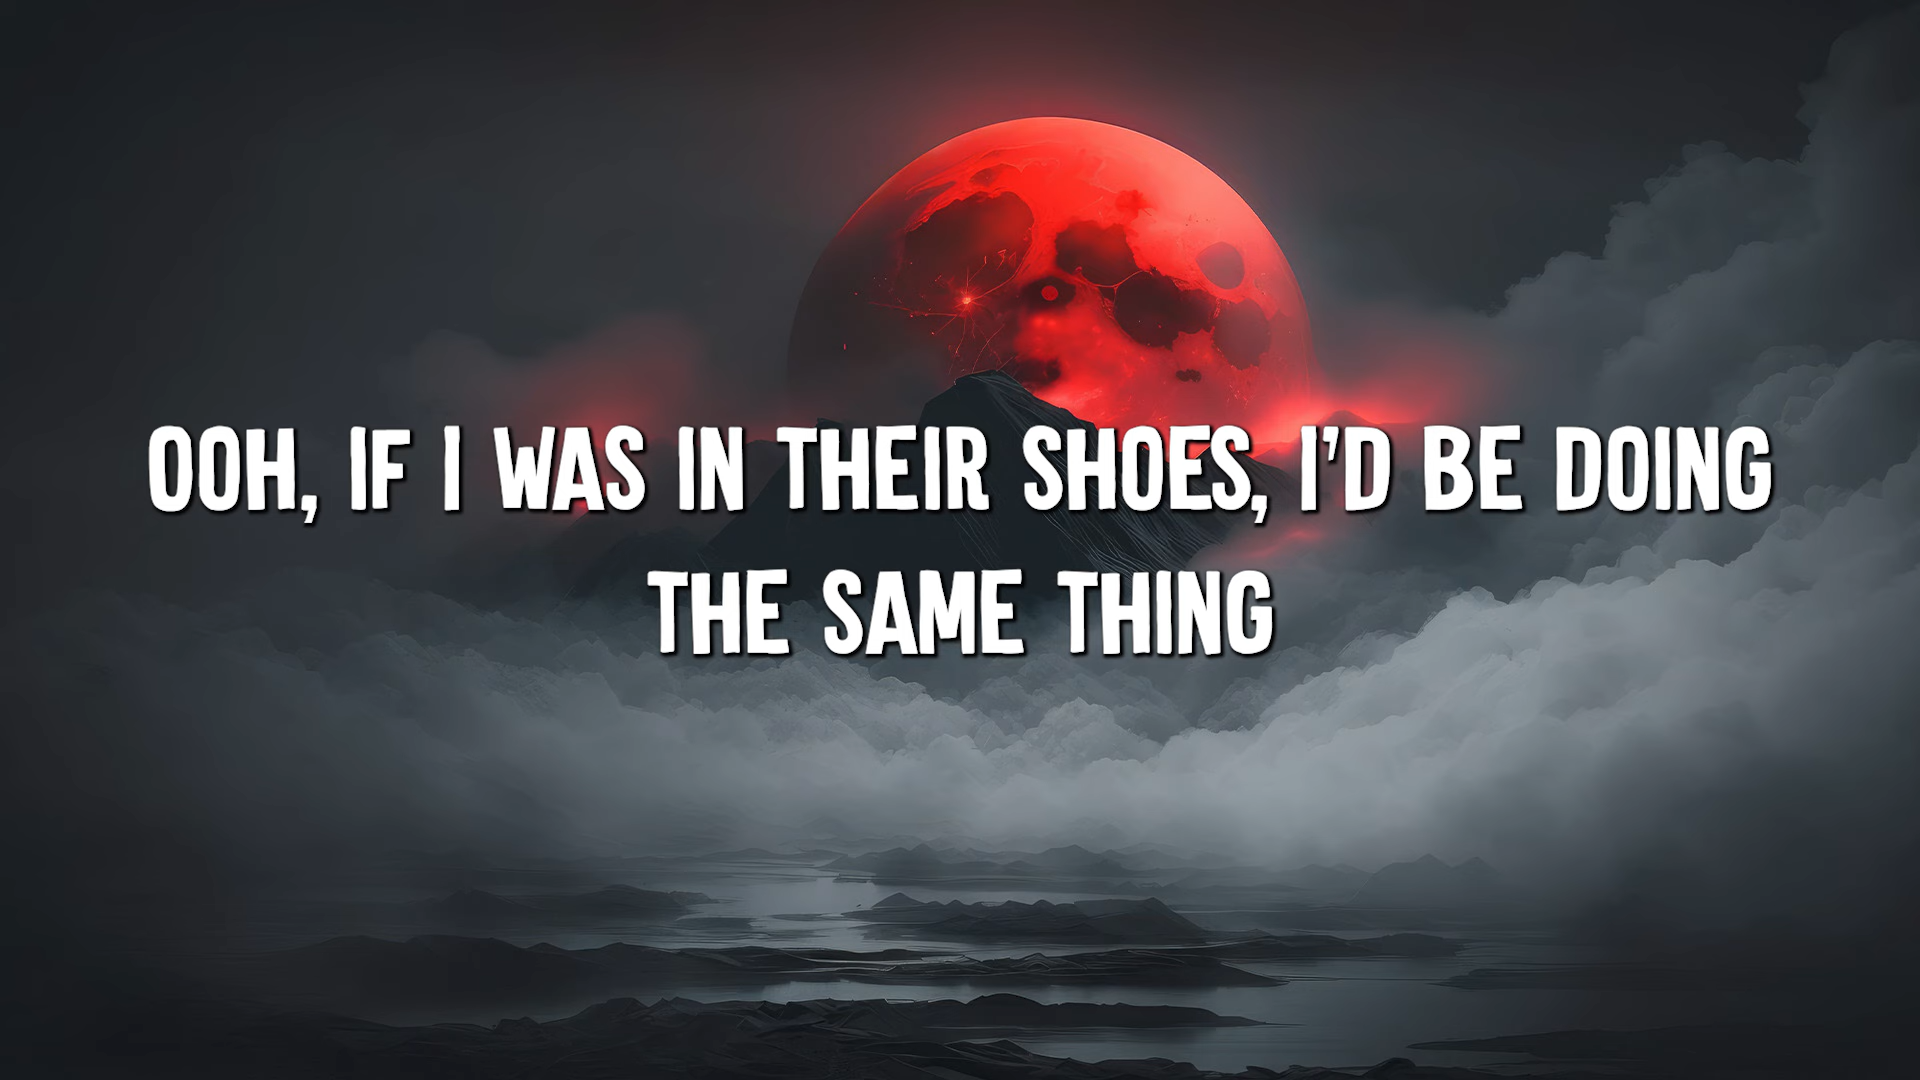 OOH, IF I WAS IN THEIR SHOES, I'D BE DOING
THE SAME THING